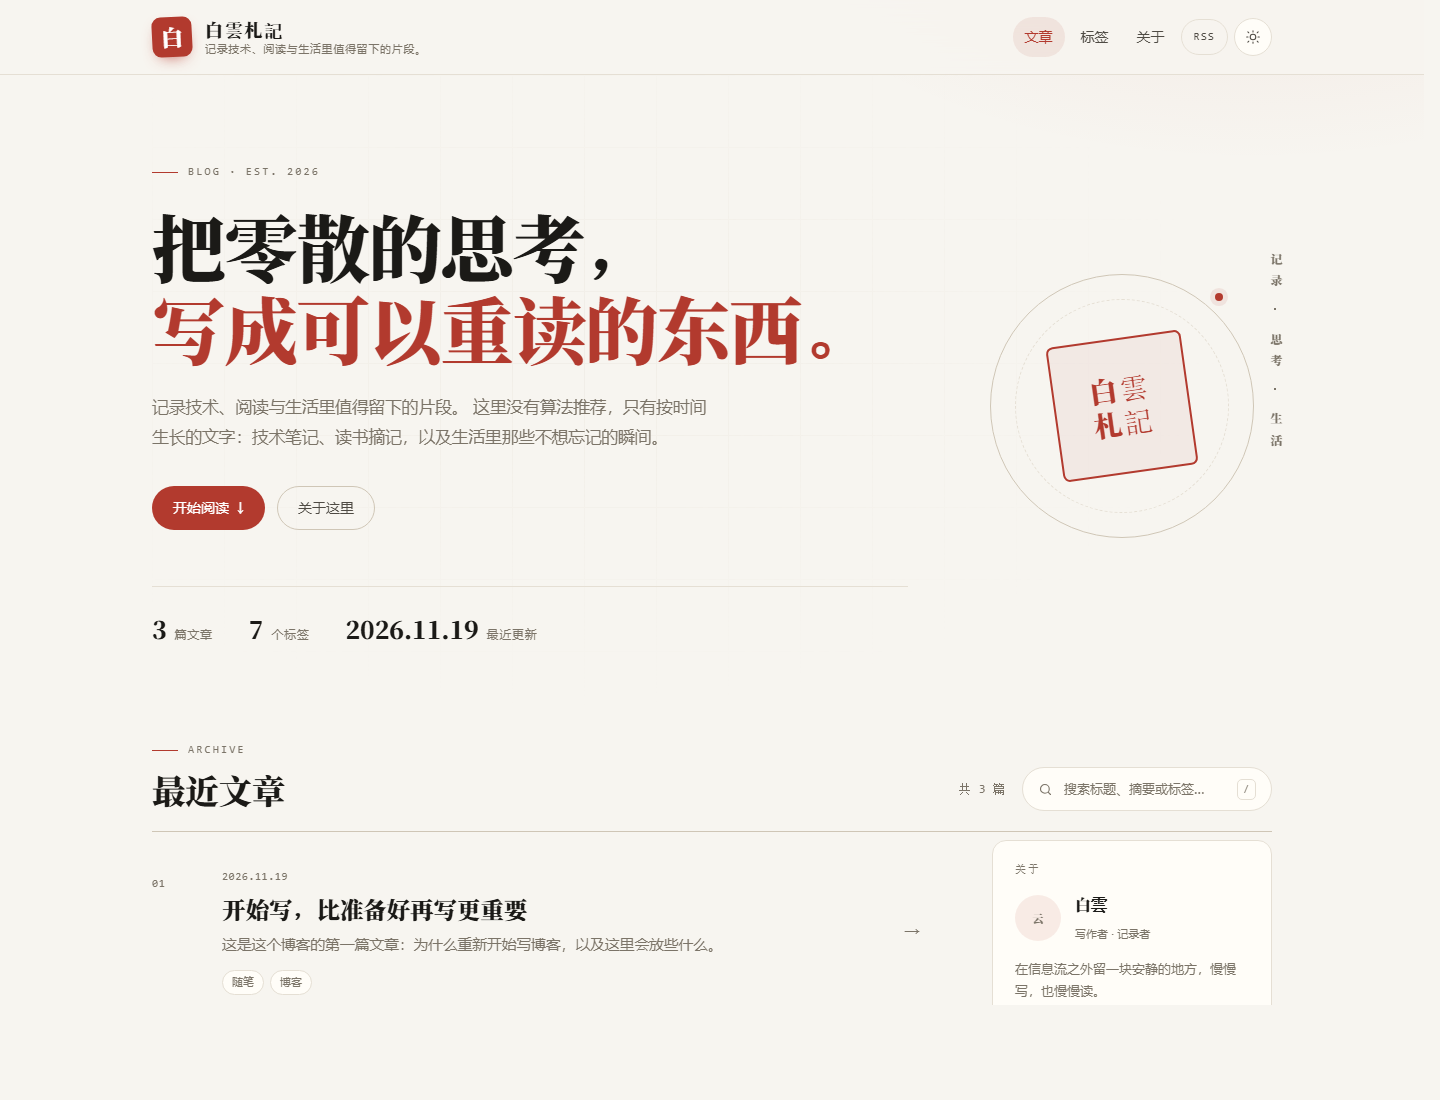 白
白雲札記
记录技术、阅读与生活里值得留下的片段。
文章
标签
关于
RSS
BLOG · EST. 2026
把零散的思考，
写成可以重读的东西。
记录技术、阅读与生活里值得留下的片段。 这里没有算法推荐，只有按时间
生长的文字：技术笔记、读书摘记，以及生活里那些不想忘记的瞬间。
开始阅读 ↓
关于这里
白雲
札記
记录 · 思考 · 生活
3 篇文章
7 个标签
2026.11.19 最近更新
ARCHIVE
最近文章
共 3 篇
搜索标题、摘要或标签…
/
01
2026.11.19
开始写，比准备好再写更重要
这是这个博客的第一篇文章：为什么重新开始写博客，以及这里会放些什么。
随笔
博客
→
关于
云
白雲
写作者 · 记录者
在信息流之外留一块安静的地方，慢慢
写，也慢慢读。